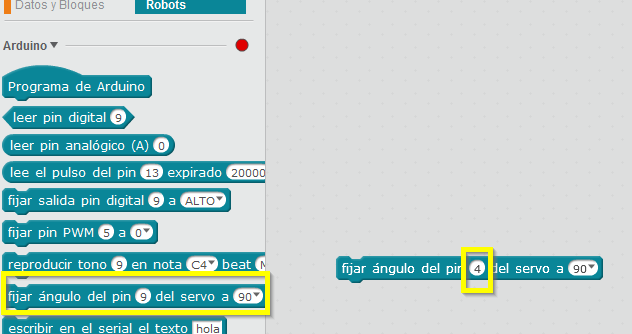 Datos y Bloques
Robots
Arduino
Programa de Arduino
leer pin digital 9
leer pin analógico (A) 0
lee el pulso del pin 13 expirado 20000
fijar salida pin digital 9 a ALTO
fijar pin PWM 5 a 0
reproducir tono 9 en nota C4 beat
fijar ángulo del pin 9 del servo a 90
escribir en el serial el texto hola
fijar ángulo del pin 4 del servo a 90